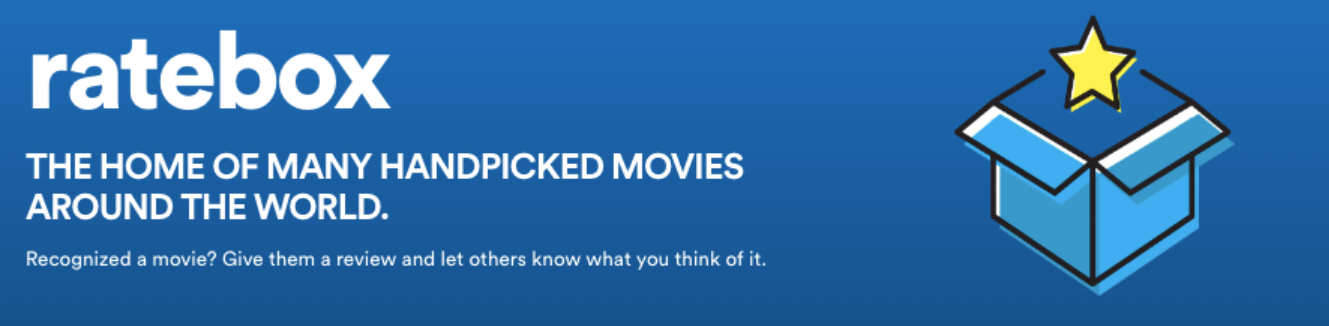 ratebox
THE HOME OF MANY HANDPICKED MOVIES
AROUND THE WORLD.
Recognized a movie? Give them a review and let others know what you think of it.